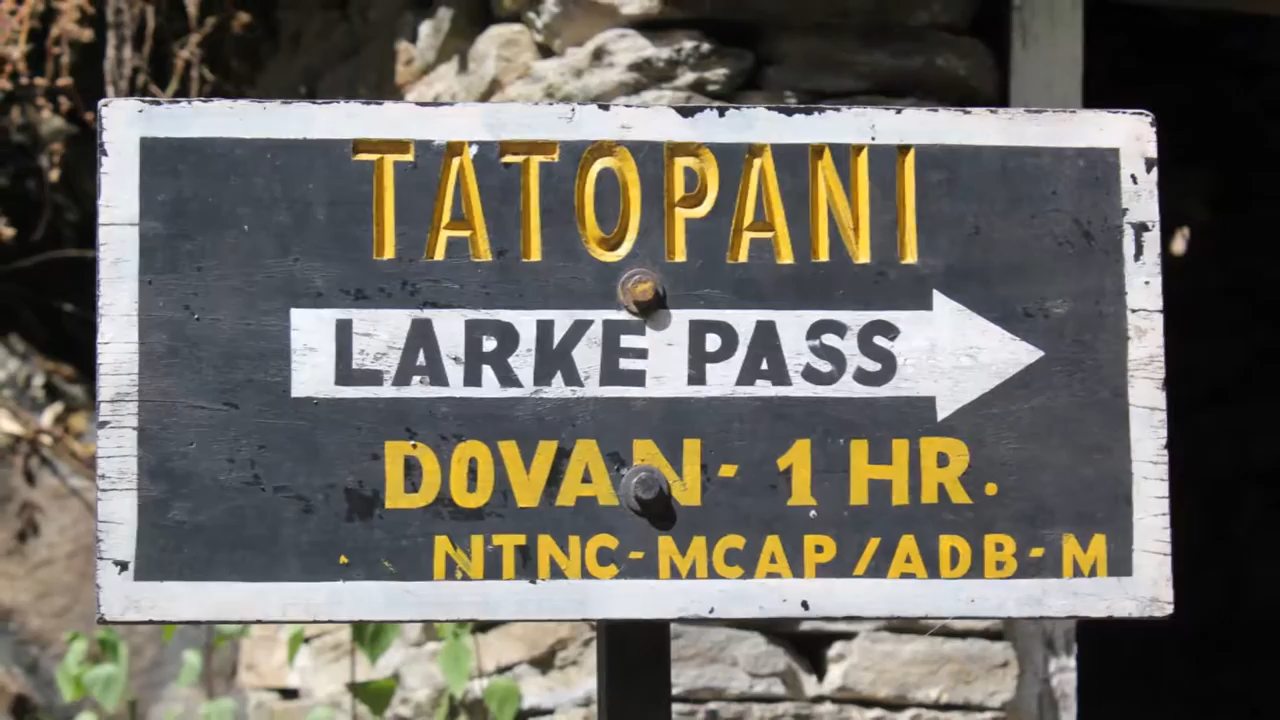 TATOPANI
LARKE PASS
DOVAN- 1 HR.
NTNC-MCAP/ADB-M